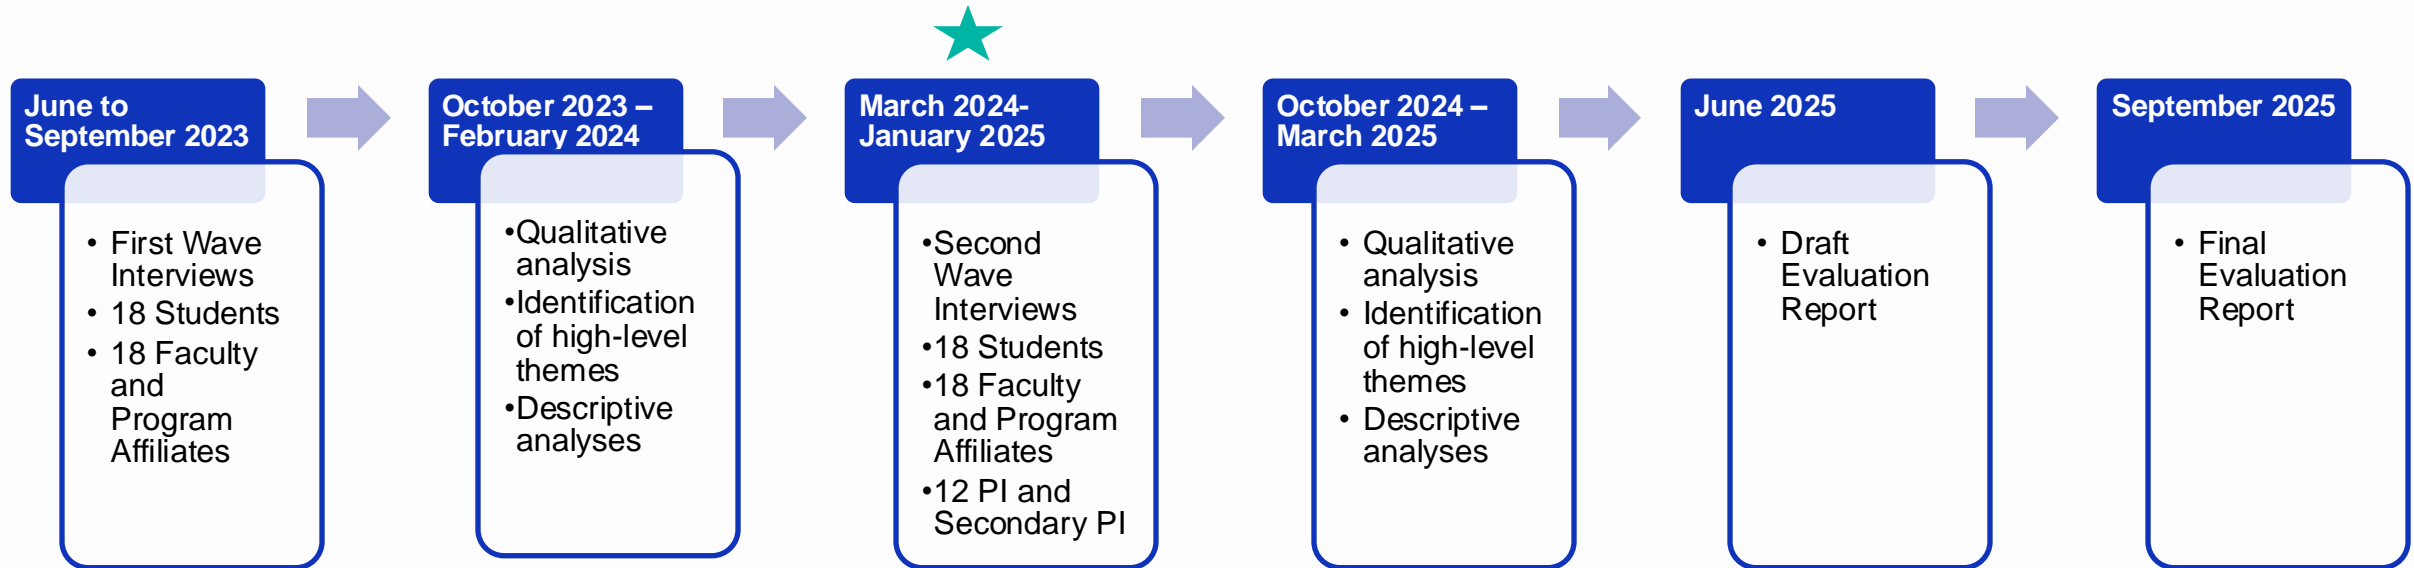 June to
September 2023
• First Wave
Interviews
• 18 Students
• 18 Faculty
and
Program
Affiliates
October 2023 –
February 2024
•Qualitative
analysis
•Identification
of high-level
themes
•Descriptive
analyses
March 2024-
January 2025
•Second
Wave
Interviews
•18 Students
•18 Faculty
and Program
Affiliates
•12 PI and
Secondary PI
October 2024 –
March 2025
• Qualitative
analysis
• Identification
of high-level
themes
• Descriptive
analyses
June 2025
• Draft
Evaluation
Report
September 2025
• Final
Evaluation
Report